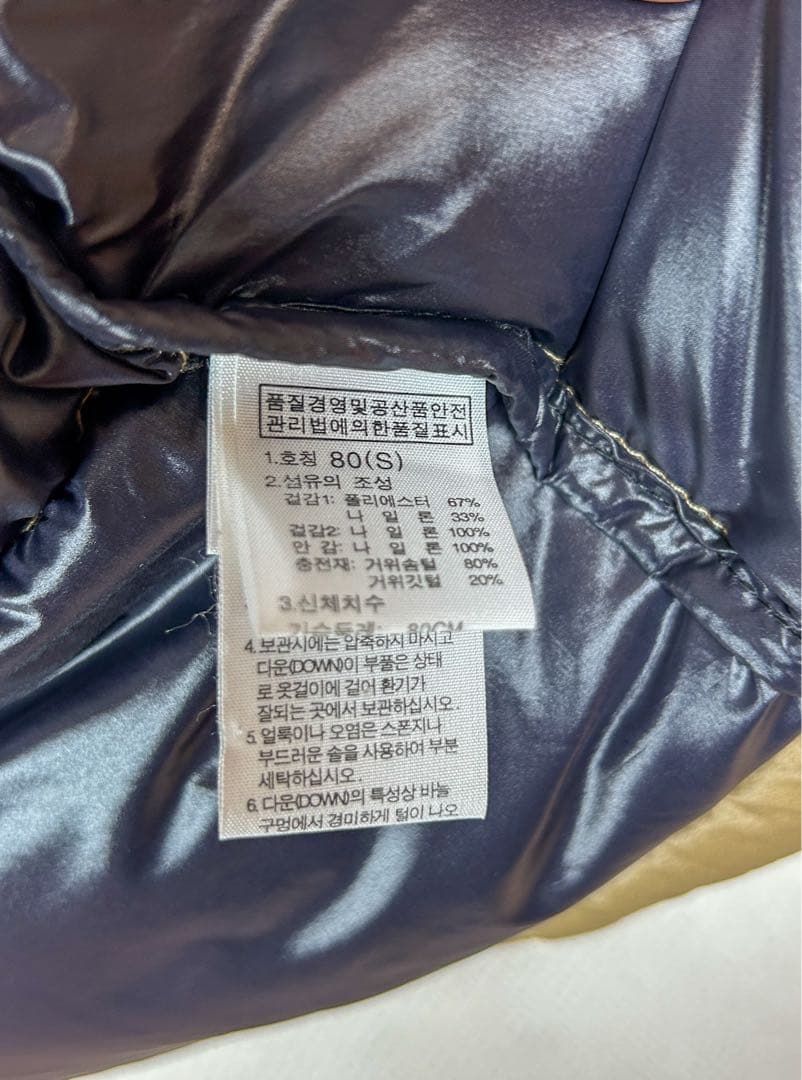 품질경영및공산품안전
관리법에의한품질표시
1.호칭 80(S)
2.섬유의 조성
겉감1: 폴리에스터 67%
나 일 론 33%
겉감2: 나 일 론 100%
안 감: 나 일 론 100%
충전재: 거위솜털 80%
거위깃털 20%
3.신체치수
가슴둘레: 80CM
4. 보관시에는 압축하지 마시고
다운(DOWN)이 부풀은 상태
로 옷걸이에 걸어 환기가
잘되는 곳에서 보관하십시오.
5. 얼룩이나 오염은 스폰지나
부드러운 솔을 사용하여 부분
세탁하십시오.
6. 다운(DOWN)의 특성상 바늘
구멍에서 경미하게 털이 나오